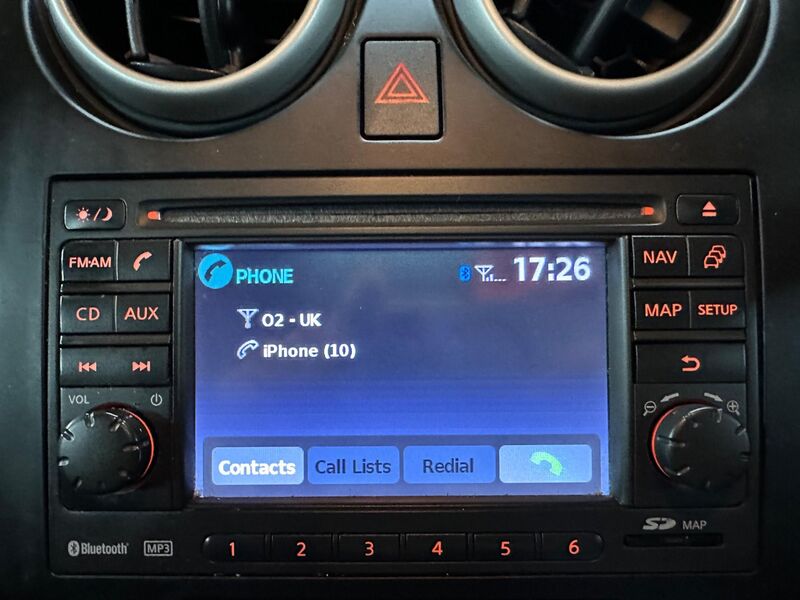 FM·AM
CD AUX
VOL
PHONE 17:26
O2 - UK
iPhone (10)
Contacts Call Lists Redial
NAV
MAP SETUP
Bluetooth® MP3
1 2 3 4 5 6
SD MAP